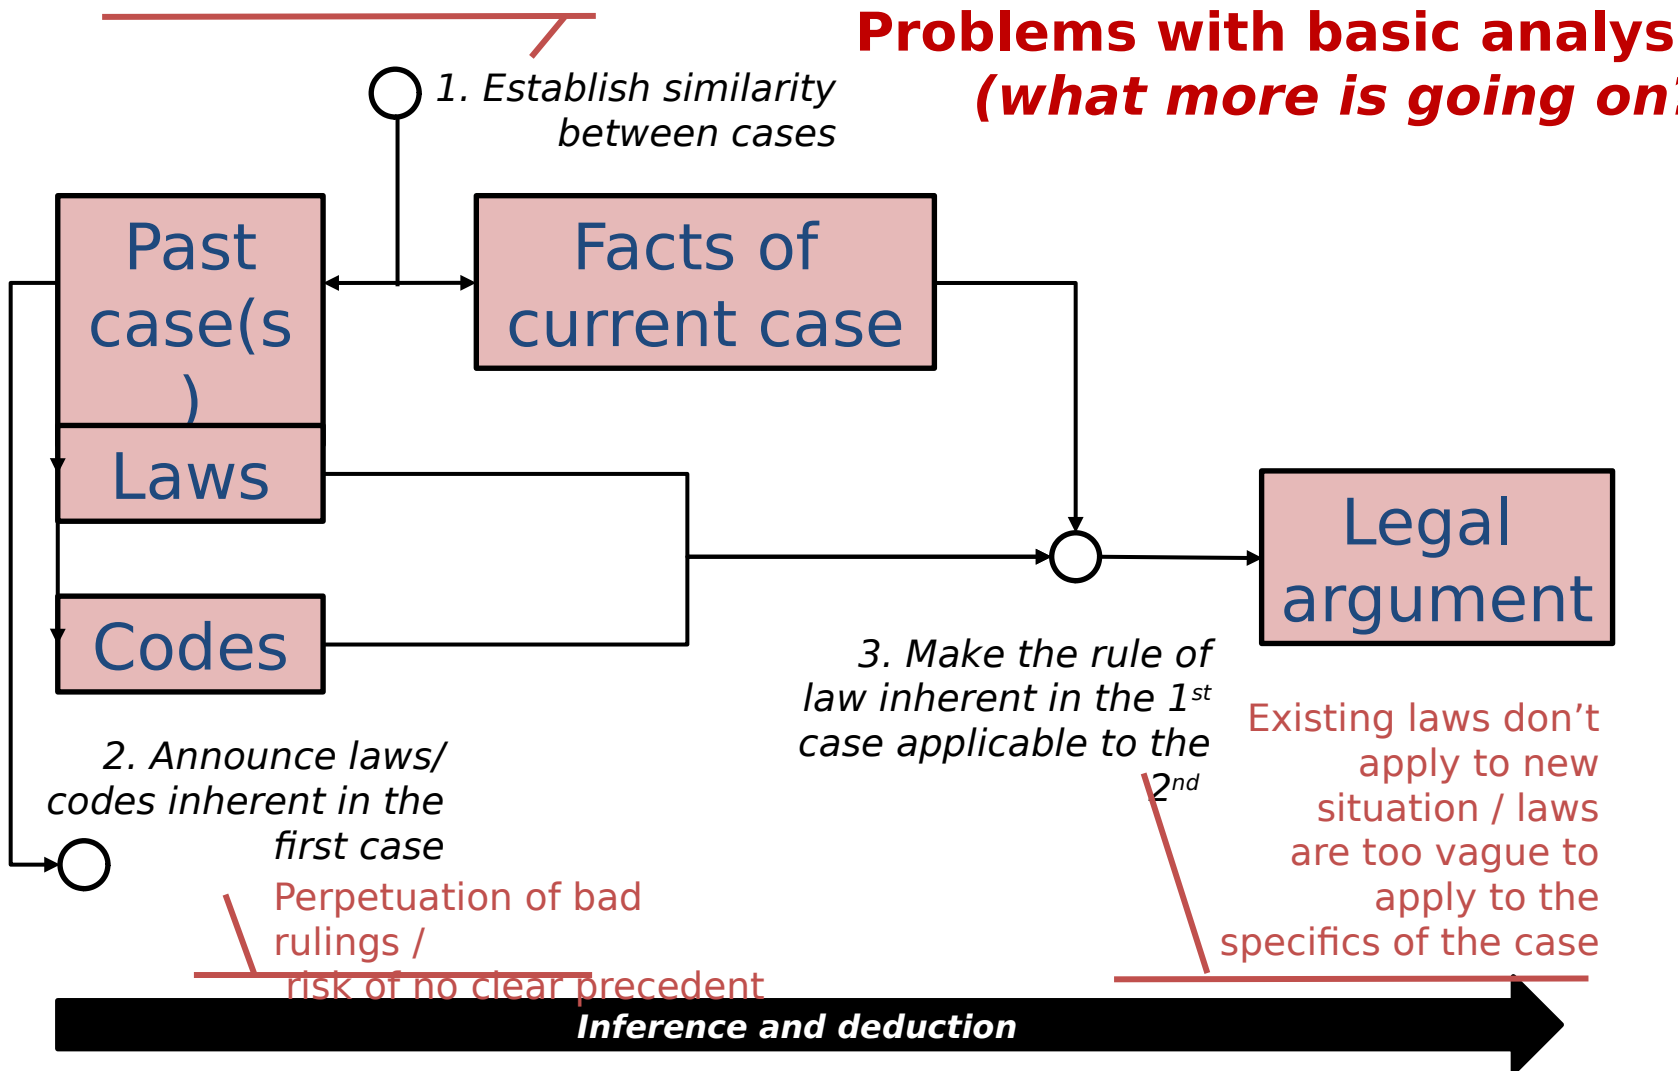 Problems with basic analys
(what more is going on?
1. Establish similarity
between cases
Past
case(s
)
Facts of
current case
Laws
Codes
Legal
argument
3. Make the rule of
law inherent in the 1st
case applicable to the
2nd
2. Announce laws/
codes inherent in the
first case
Existing laws don’t
apply to new
situation / laws
are too vague to
apply to the
specifics of the case
Perpetuation of bad
rulings /
risk of no clear precedent
Inference and deduction